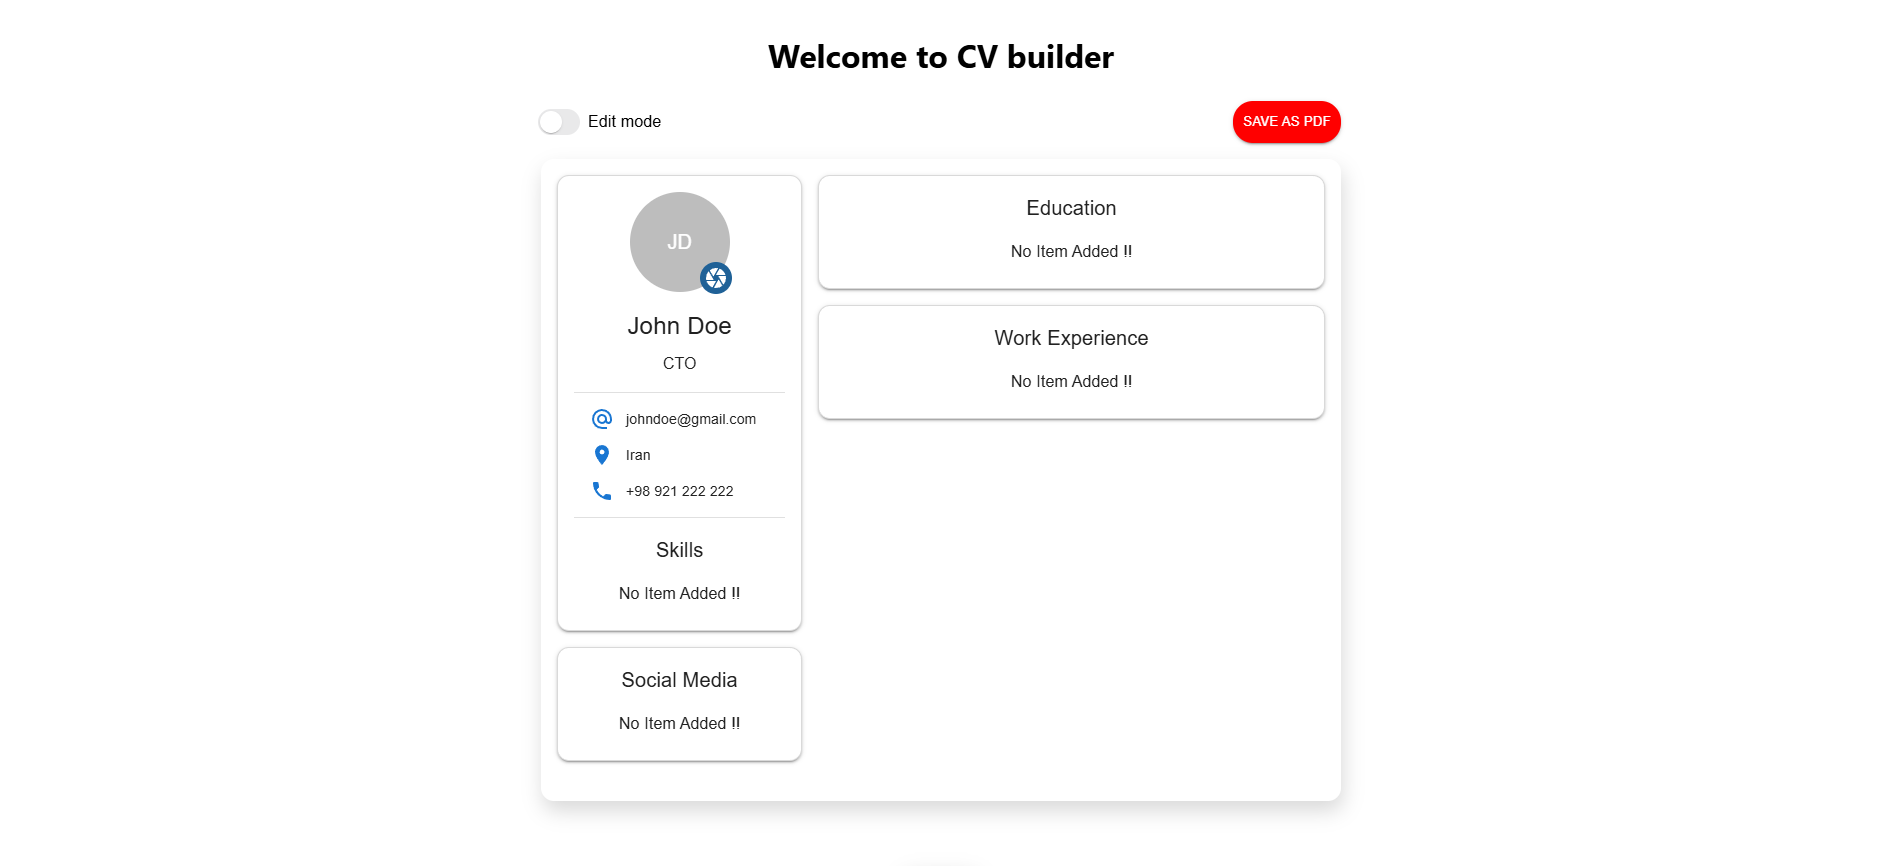 Welcome to CV builder
Edit mode
SAVE AS PDF
JD
John Doe
CTO
johndoe@gmail.com
Iran
+98 921 222 222
Skills
No Item Added !!
Social Media
No Item Added !!
Education
No Item Added !!
Work Experience
No Item Added !!